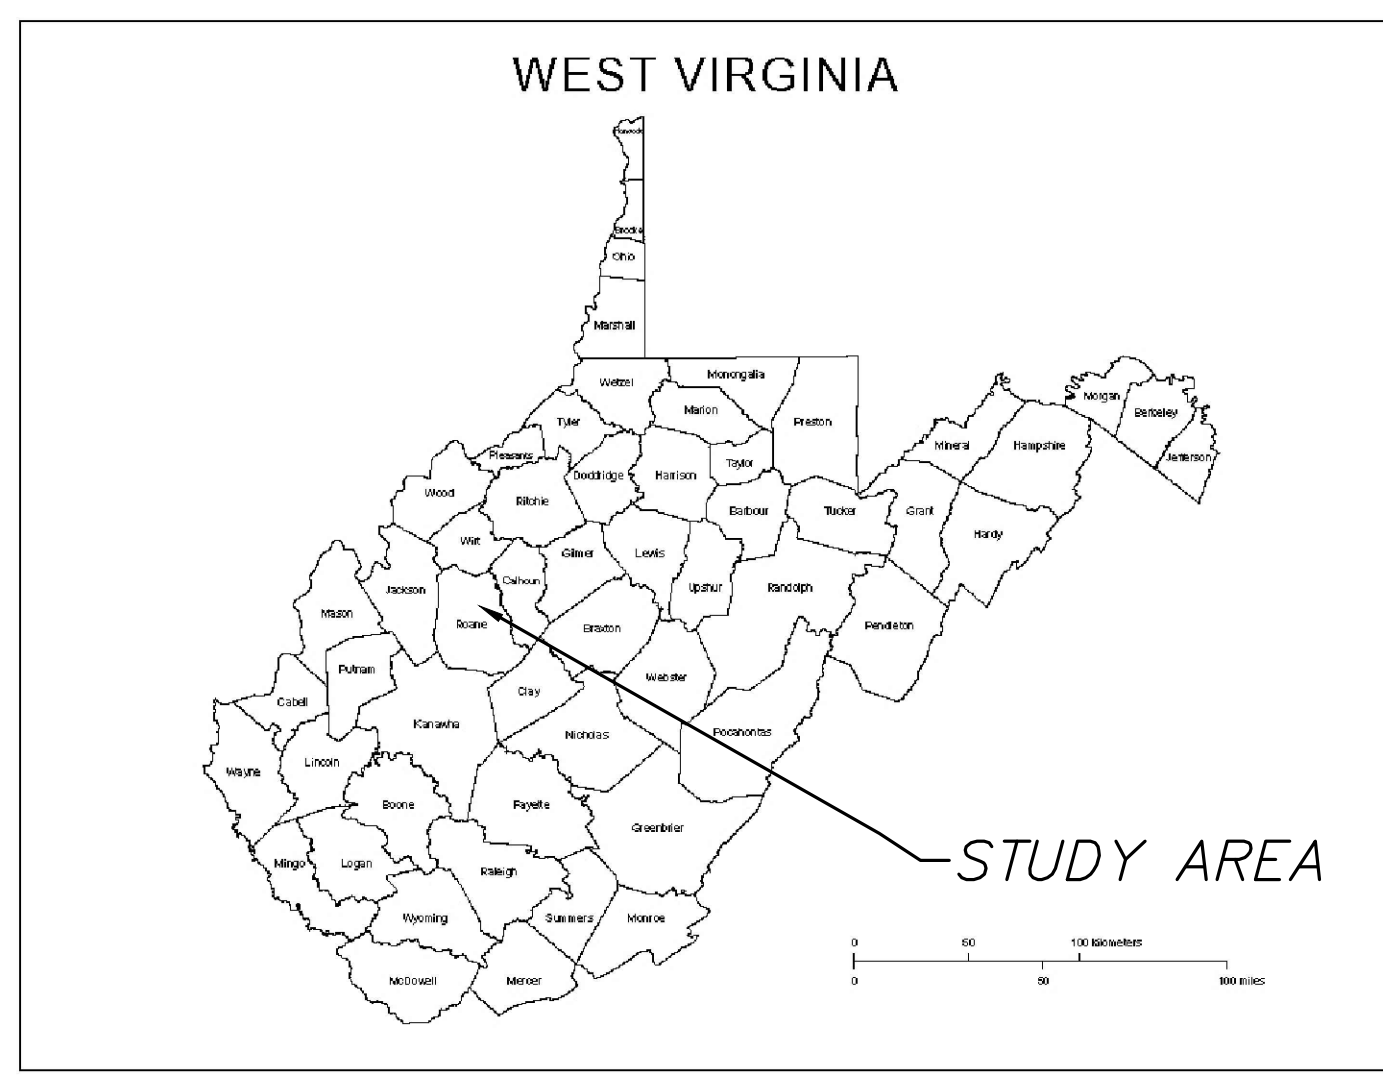 WEST VIRGINIA
Hancock
Brooke
Ohio
Marshall
Wetzel
Monongalia
Marion
Preston
Tyler
Pleasants
Doddridge
Harrison
Taylor
Mineral
Hampshire
Morgan
Berkeley
Jefferson
Wood
Ritchie
Barbour
Tucker
Grant
Hardy
Wirt
Gilmer
Lewis
Calhoun
Upshur
Randolph
Jackson
Mason
Roane
Braxton
Pendleton
Putnam
Webster
Cabell
Clay
Kanawha
Nicholas
Pocahontas
Wayne
Lincoln
Boone
Fayette
Greenbrier
STUDY AREA
Mingo
Logan
Raleigh
Wyoming
Summers
Monroe
McDowell
Mercer
0 50 100 kilometers
0 50 100 miles